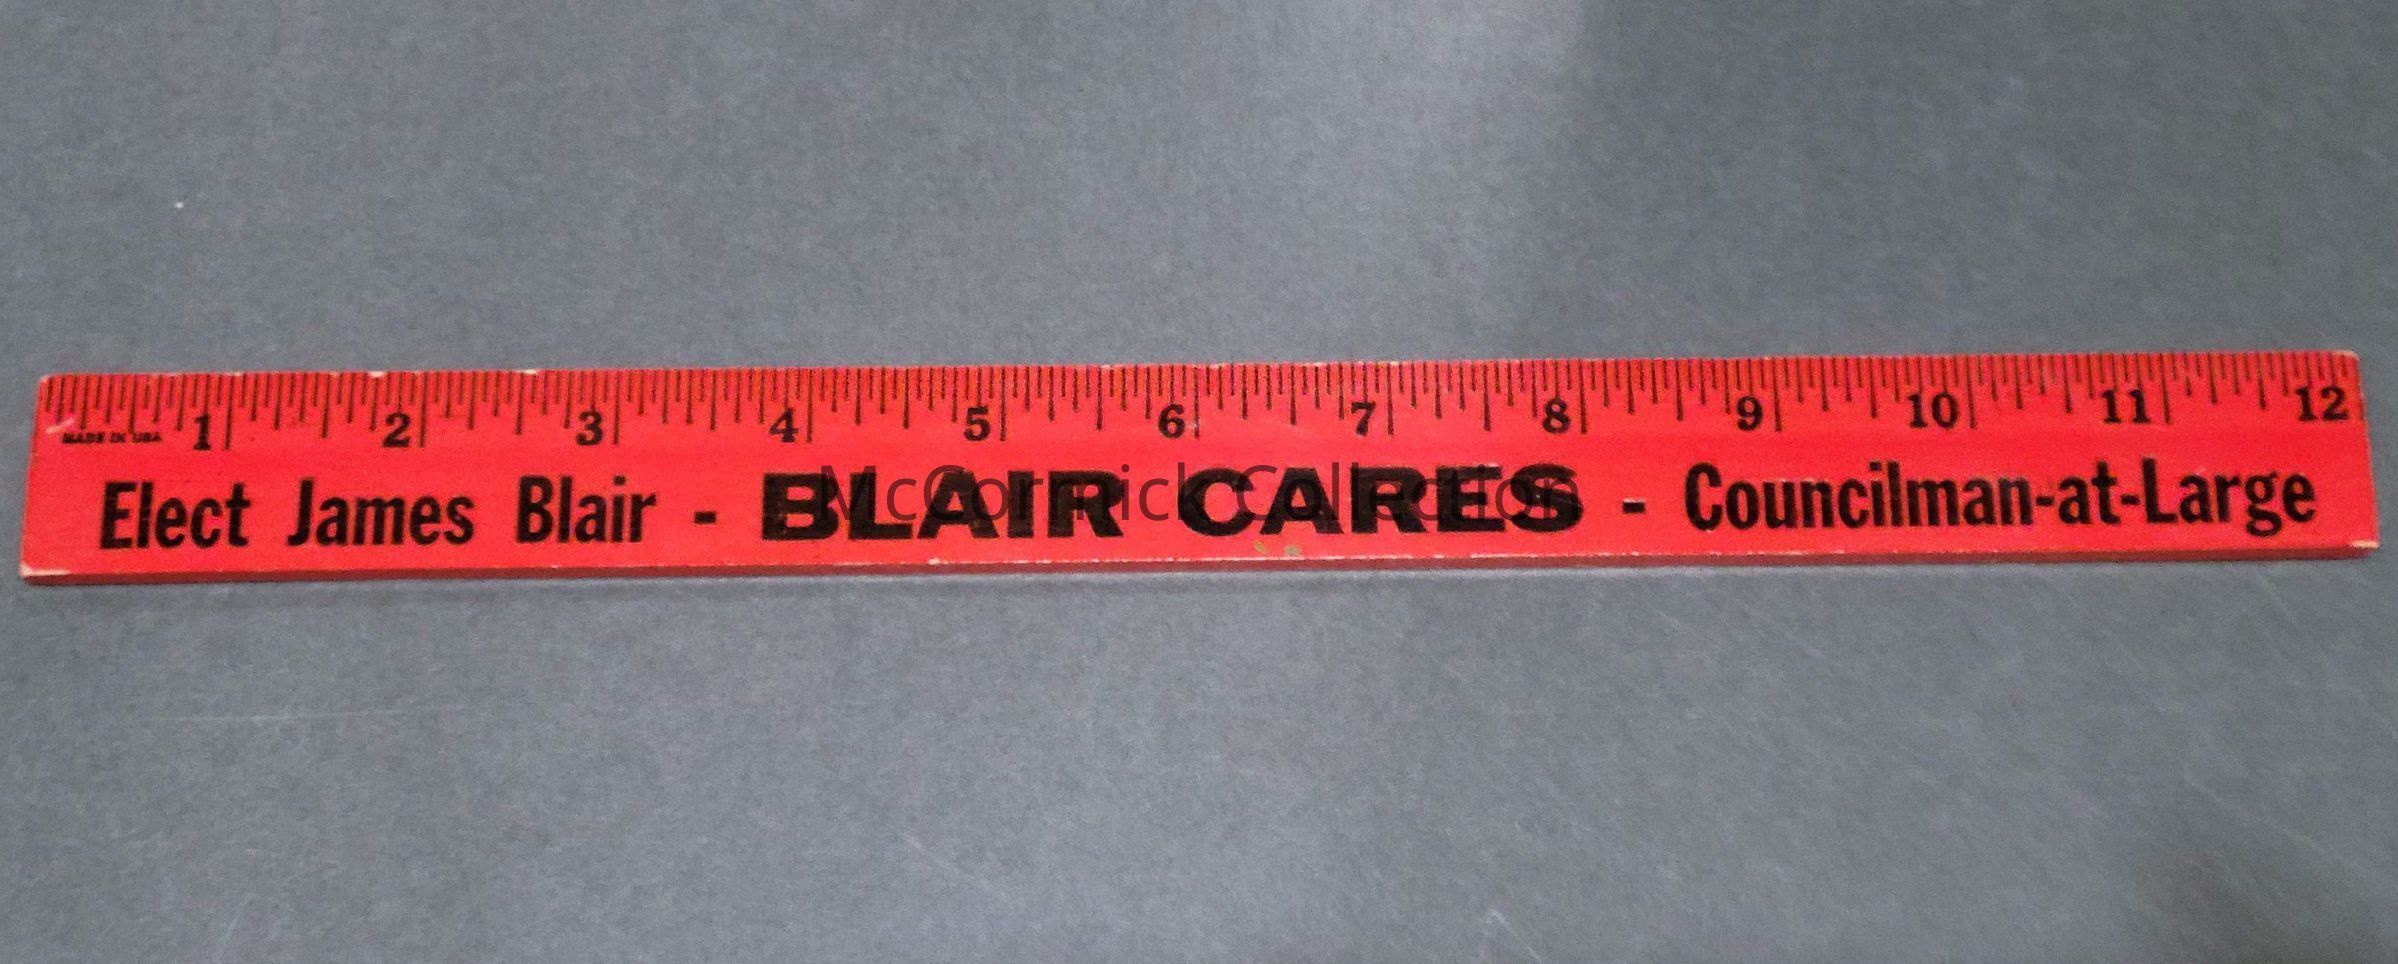 1 2 3 4 5 6 7 8 9 10 11 12
MADE IN USA
Elect James Blair - BLAIR CARES - Councilman-at-Large
McCormick Collection